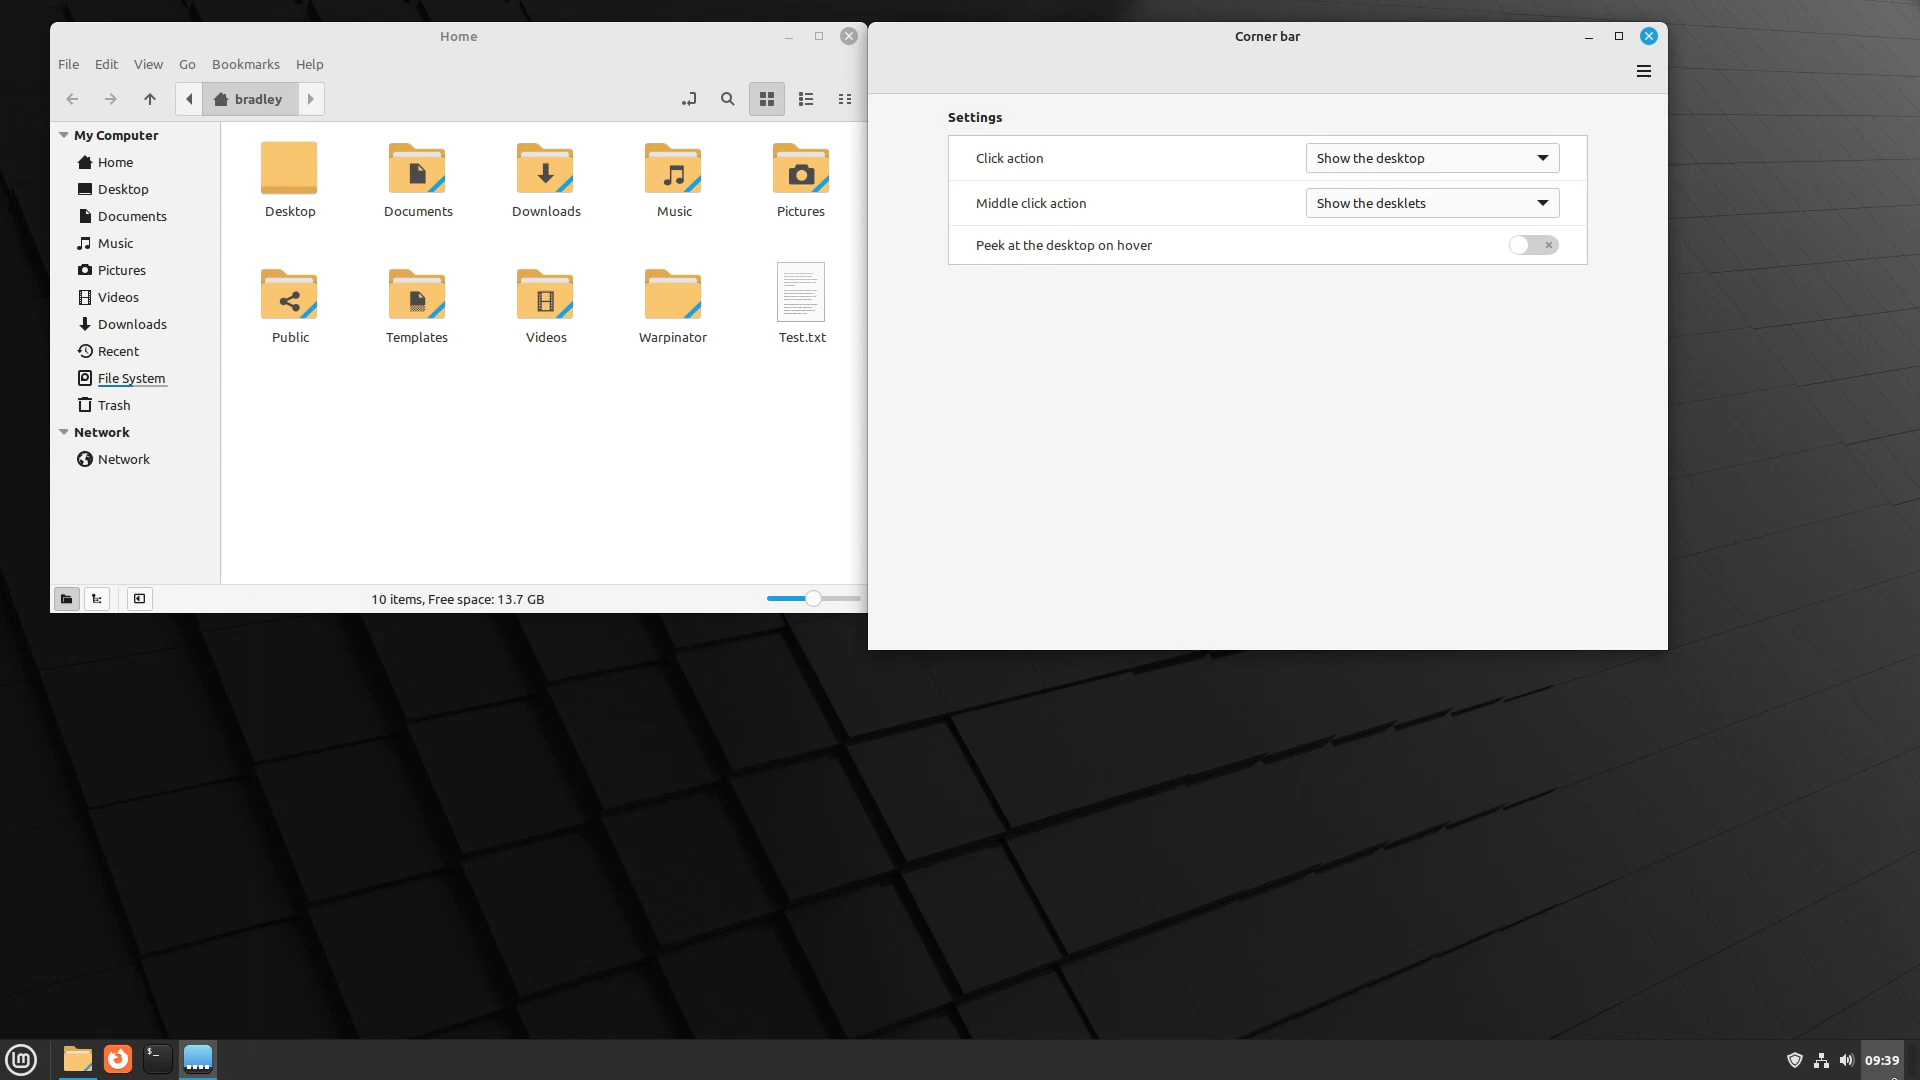 Home
File Edit View Go Bookmarks Help
bradley
My Computer
Home
Desktop
Documents
Music
Pictures
Videos
Downloads
Recent
File System
Trash
Network
Network
Desktop
Documents
Downloads
Music
Pictures
Public
Templates
Videos
Warpinator
Test.txt
10 items, Free space: 13.7 GB
Corner bar
Settings
Click action
Show the desktop
Middle click action
Show the desklets
Peek at the desktop on hover
09:39